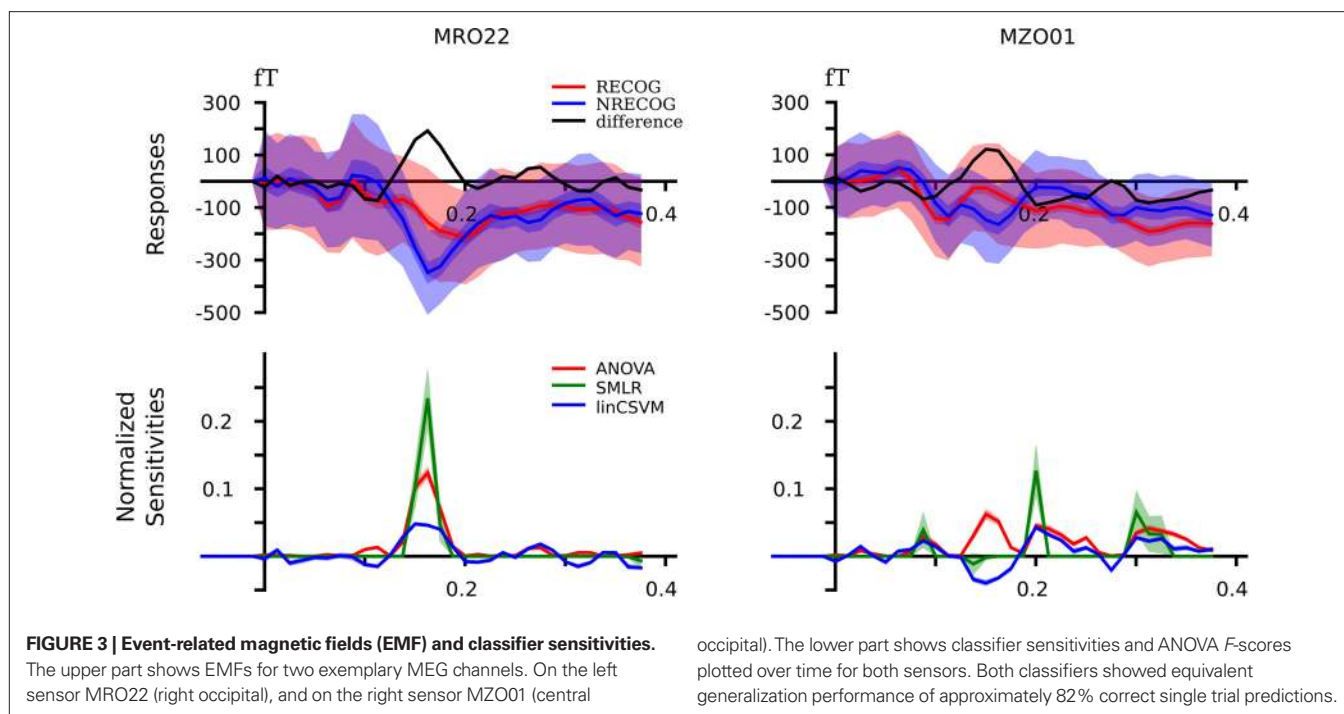 MRO22
MZO01
fT
fT
RECOG
NRECOG
difference
Responses
300
100
-100
-300
-500
0.2
0.4
300
100
-100
-300
-500
0.2
0.4
ANOVA
SMLR
linCSVM
Normalized
Sensitivities
0.2
0.1
0.2
0.4
0.2
0.1
0.2
0.4
FIGURE 3 | Event-related magnetic fields (EMF) and classifier sensitivities.
The upper part shows EMFs for two exemplary MEG channels. On the left
sensor MRO22 (right occipital), and on the right sensor MZO01 (central
occipital). The lower part shows classifier sensitivities and ANOVA F-scores
plotted over time for both sensors. Both classifiers showed equivalent
generalization performance of approximately 82% correct single trial predictions.